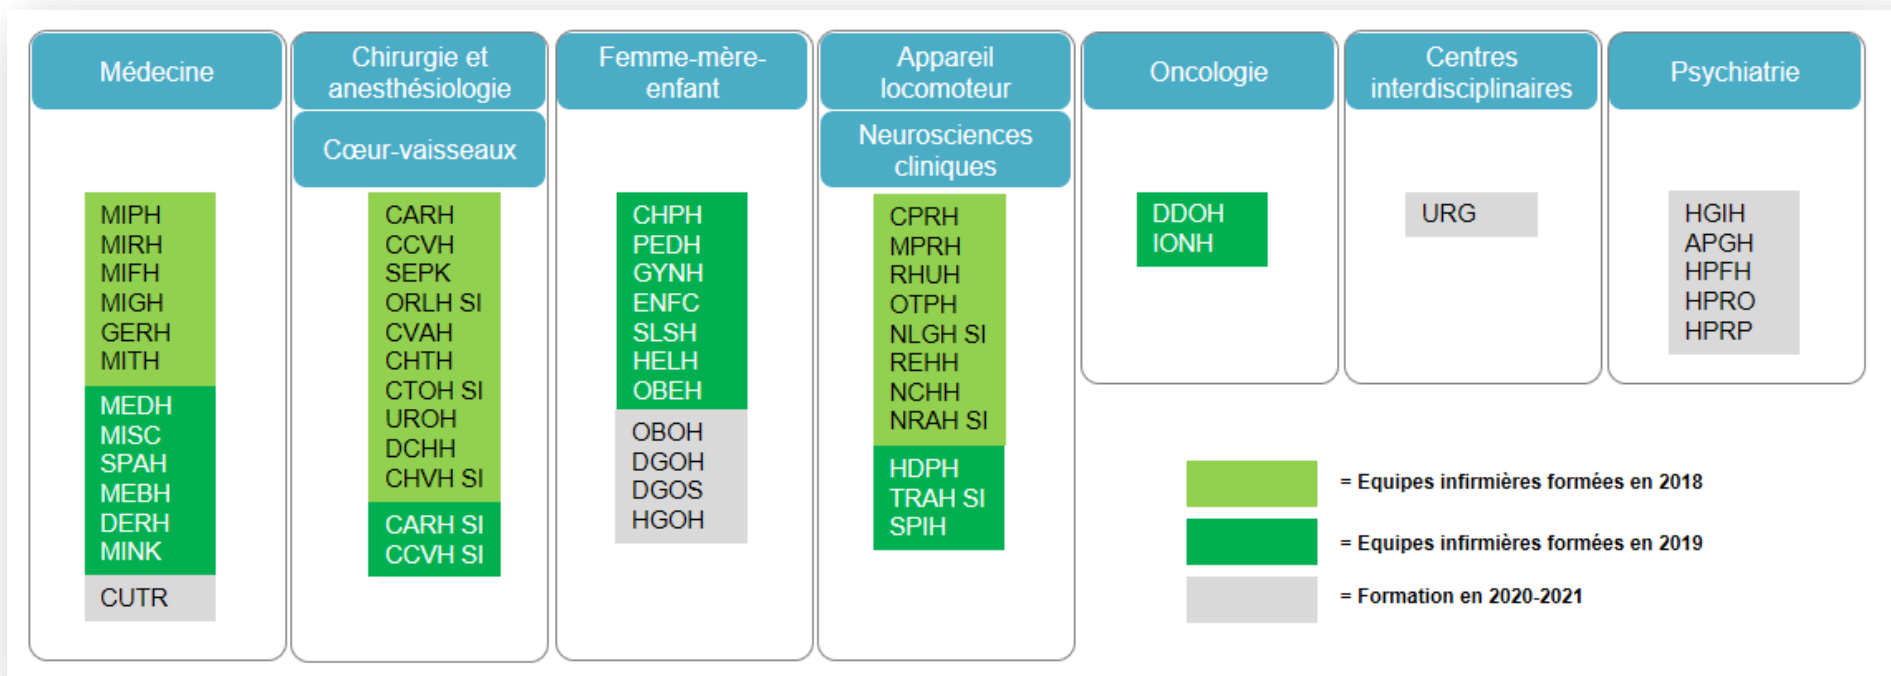 Médecine
MIPH
MIRH
MIFH
MIGH
GERH
MITH
MEDH
MISC
SPAH
MEBH
DERH
MINK
CUTR
Chirurgie et
anesthésiologie
Cœur-vaisseaux
CARH
CCVH
SEPK
ORLH SI
CVAH
CHTH
CTOH SI
UROH
DCHH
CHVH SI
CARH SI
CCVH SI
Femme-mère-
enfant
CHPH
PEDH
GYNH
ENFC
SLSH
HELH
OBEH
OBOH
DGOH
DGOS
HGOH
Appareil
locomoteur
Neurosciences
cliniques
CPRH
MPRH
RHUH
OTPH
NLGH SI
REHH
NCHH
NRAH SI
HDPH
TRAH SI
SPIH
Oncologie
DDOH
IONH
Centres
interdisciplinaires
URG
Psychiatrie
HGIH
APGH
HPFH
HPRO
HPRP
= Equipes infirmières formées en 2018
= Equipes infirmières formées en 2019
= Formation en 2020-2021